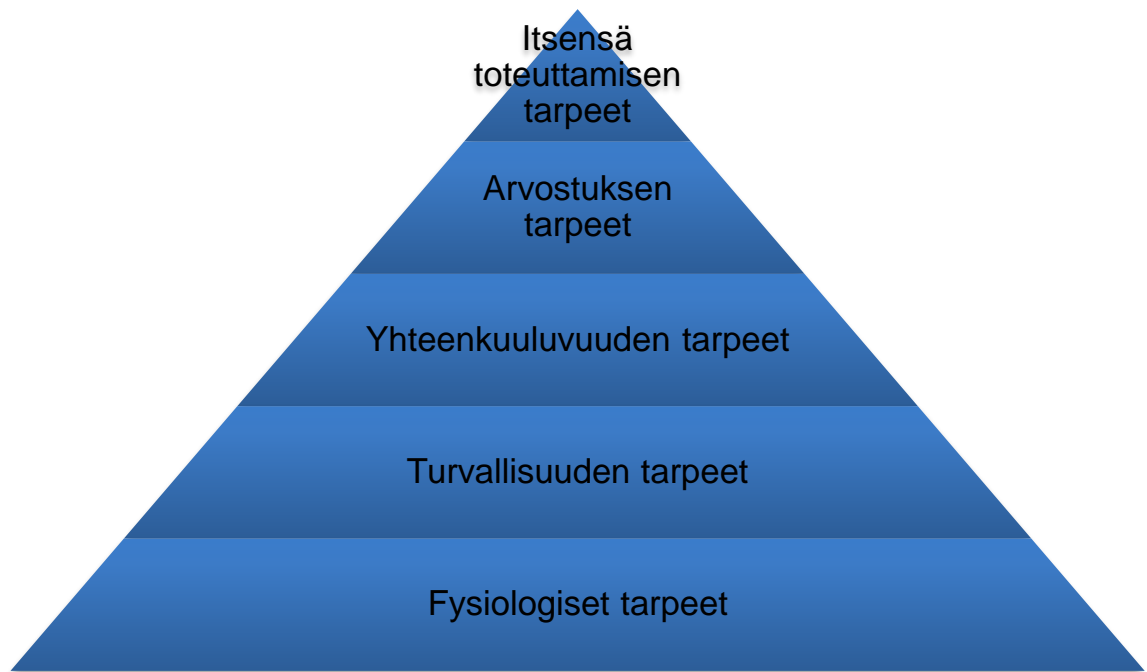 Itsensä
toteuttamisen
tarpeet
Arvostuksen
tarpeet
Yhteenkuuluvuuden tarpeet
Turvallisuuden tarpeet
Fysiologiset tarpeet